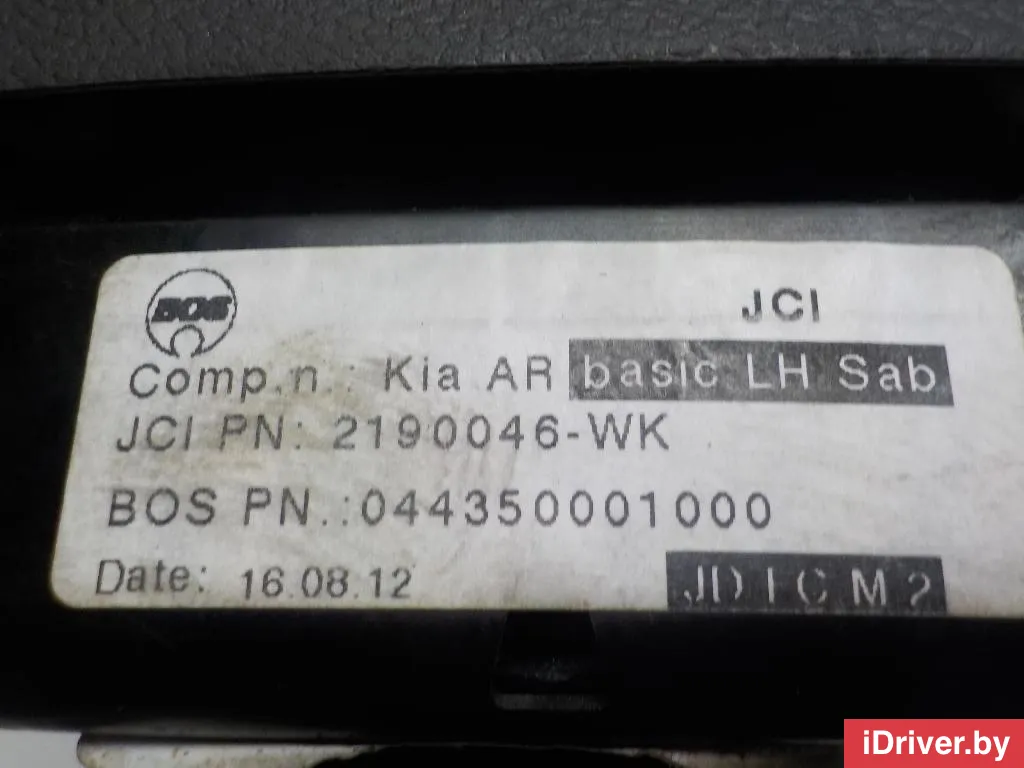 BOS
JCI
Comp.n.: Kia AR basic LH Sab
JCI PN: 2190046-WK
BOS PN.:044350001000
Date: 16.08.12
iDriver.by